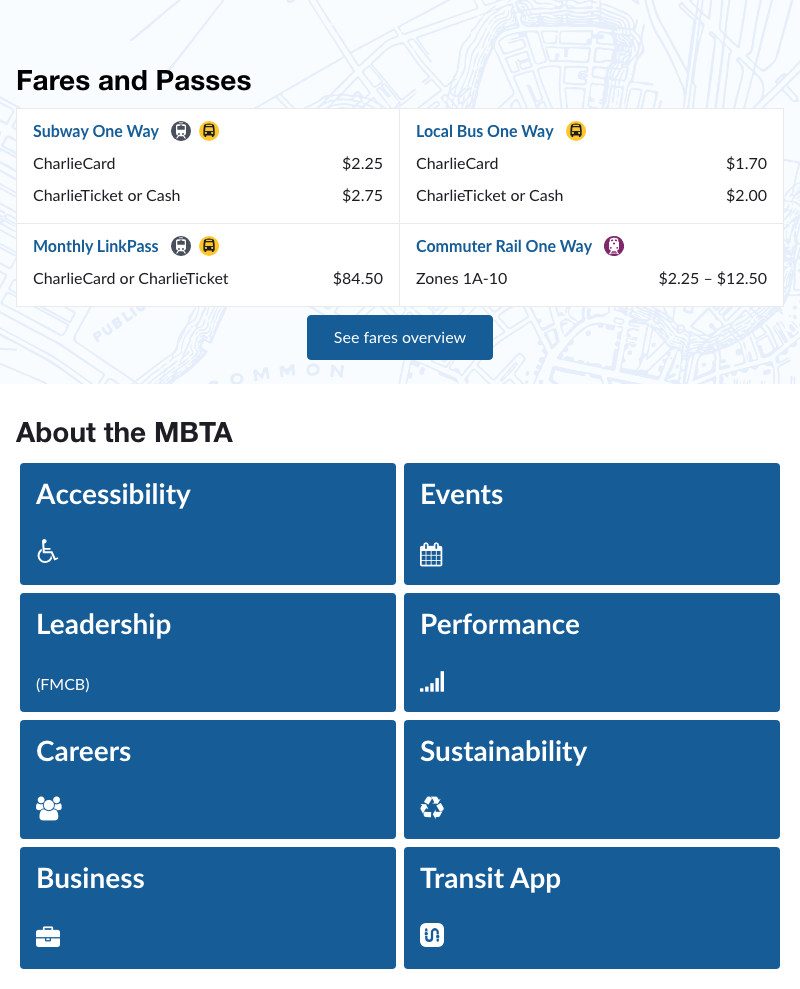 Fares and Passes
Subway One Way
CharlieCard $2.25
CharlieTicket or Cash $2.75
Local Bus One Way
CharlieCard $1.70
CharlieTicket or Cash $2.00
Monthly LinkPass
CharlieCard or CharlieTicket $84.50
Commuter Rail One Way
Zones 1A-10 $2.25 – $12.50
PUBLIC
COMMON
See fares overview
About the MBTA
Accessibility
Events
Leadership
(FMCB)
Performance
Careers
Sustainability
Business
Transit App